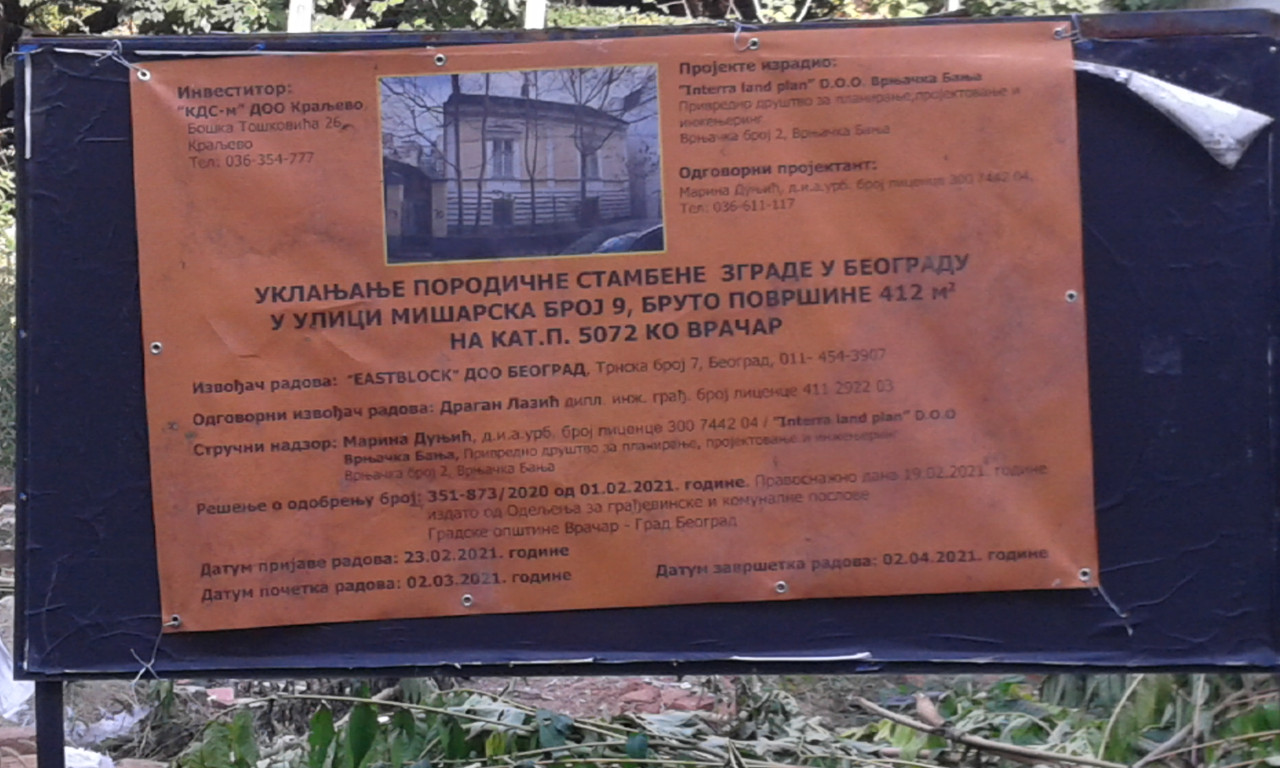 Инвеститор:
"КДС-м" ДОО Краљево,
Бошка Тошковића 26,
Краљево
Тел: 036-354-777
Пројекте израдио:
"Interra land plan" D.O.O. Врњачка Бања
Привредно друштво за планирање,пројектовање и
инжењеринг
Врњачка број 2, Врњачка Бања
Одговорни пројектант:
Марина Дуњић, д.и.а.урб. број лиценце 300 7442 04,
Тел: 036-611-117
УКЛАЊАЊЕ ПОРОДИЧНЕ СТАМБЕНЕ ЗГРАДЕ У БЕОГРАДУ
У УЛИЦИ МИШАРСКА БРОЈ 9, БРУТО ПОВРШИНЕ 412 м²
НА КАТ.П. 5072 КО ВРАЧАР
Извођач радова: "EASTBLOCK" ДОО БЕОГРАД, Трнска број 7, Београд, 011- 454-3907
Одговорни извођач радова: Драган Лазић дипл. инж. грађ. број лиценце 411 2922 03
Стручни надзор: Марина Дуњић, д.и.а.урб. број лиценце 300 7442 04 / "Interra land plan" D.O.O
Врњачка Бања, Привредно друштво за планирање, пројектовање и инжењеринг
Врњачка број 2, Врњачка Бања
Решење о одобрењу број: 351-873/2020 од 01.02.2021. године. Правоснажно дана 19.02.2021. године
издато од Одељења за грађевинске и комуналне послове
Градске општине Врачар - Град Београд
Датум пријаве радова: 23.02.2021. године
Датум почетка радова: 02.03.2021. године
Датум завршетка радова: 02.04.2021. године